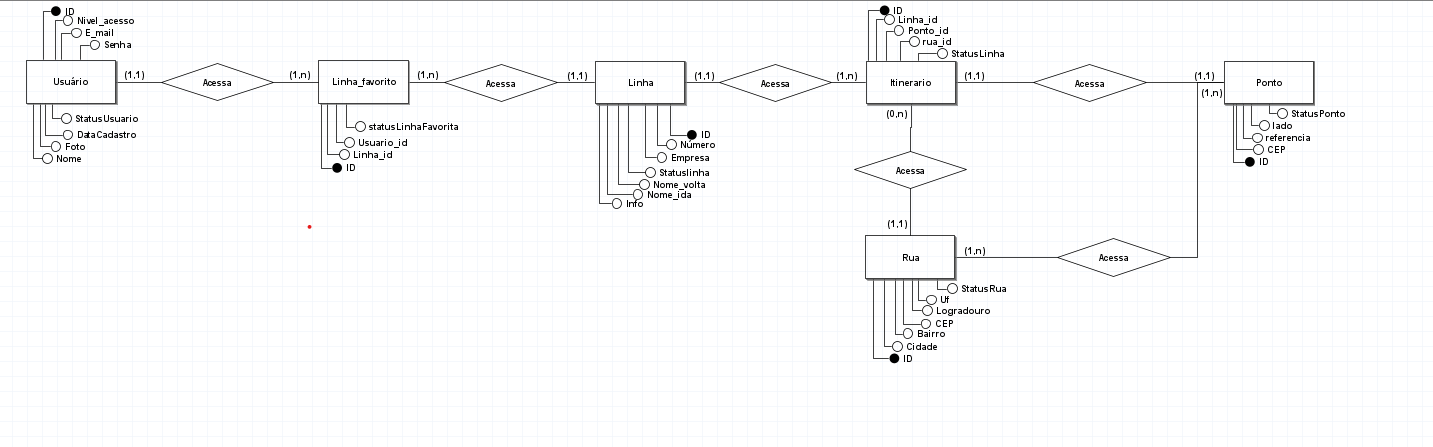 ID
Nivel_acesso
E_mail
Senha
Usuário
(1,1)
Acessa
(1,n)
StatusUsuario
DataCadastro
Foto
Nome
Linha_favorito
(1,n)
Acessa
(1,1)
statusLinhaFavorita
Usuario_id
Linha_id
ID
Linha
(1,1)
Acessa
(1,n)
ID
Número
Empresa
Statuslinha
Nome_volta
Nome_ida
Info
ID
Linha_id
Ponto_id
rua_id
StatusLinha
Itinerario
(1,1)
Acessa
(1,1)
(1,n)
Ponto
StatusPonto
lado
referencia
CEP
ID
(0,n)
Acessa
(1,1)
Rua
(1,n)
Acessa
StatusRua
Uf
Logradouro
CEP
Bairro
Cidade
ID